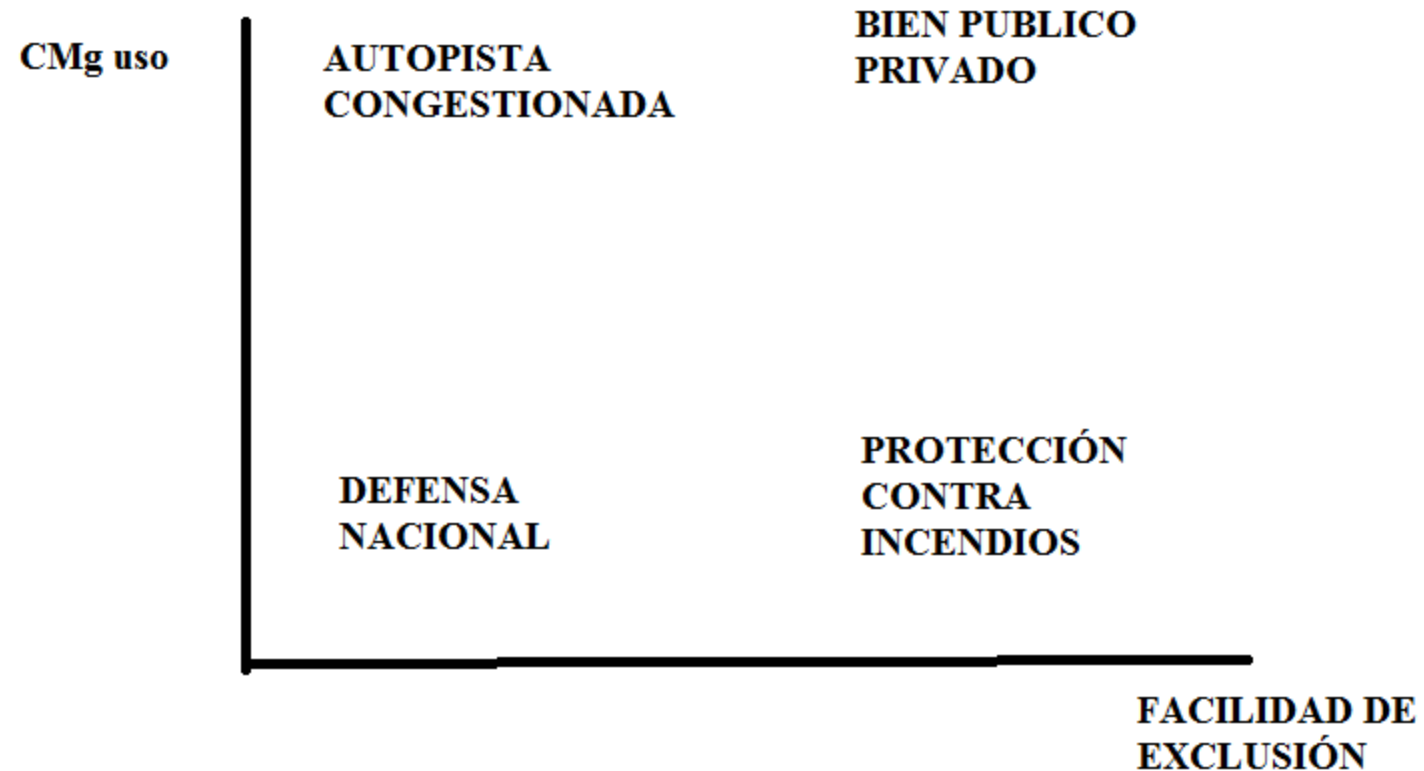 CMg uso
AUTOPISTA
CONGESTIONADA
BIEN PUBLICO
PRIVADO
DEFENSA
NACIONAL
PROTECCIÓN
CONTRA
INCENDIOS
FACILIDAD DE
EXCLUSIÓN